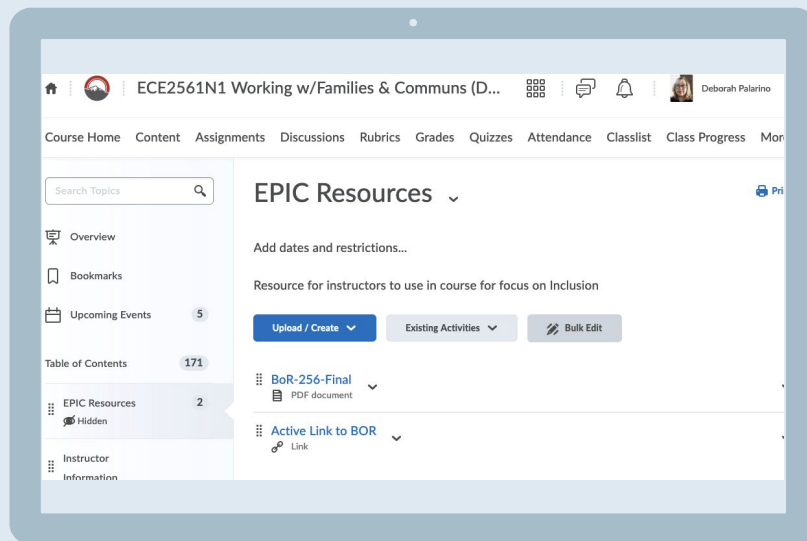 ECE2561N1 Working w/Families & Communs (D...
Deborah Palarino
Course Home Content Assignments Discussions Rubrics Grades Quizzes Attendance Classlist Class Progress Mor
Search Topics
Overview
Bookmarks
Upcoming Events 5
Table of Contents 171
EPIC Resources 2
Hidden
Instructor
Information
EPIC Resources
Pri
Add dates and restrictions...
Resource for instructors to use in course for focus on Inclusion
Upload / Create Existing Activities Bulk Edit
BoR-256-Final
PDF document
Active Link to BOR
Link